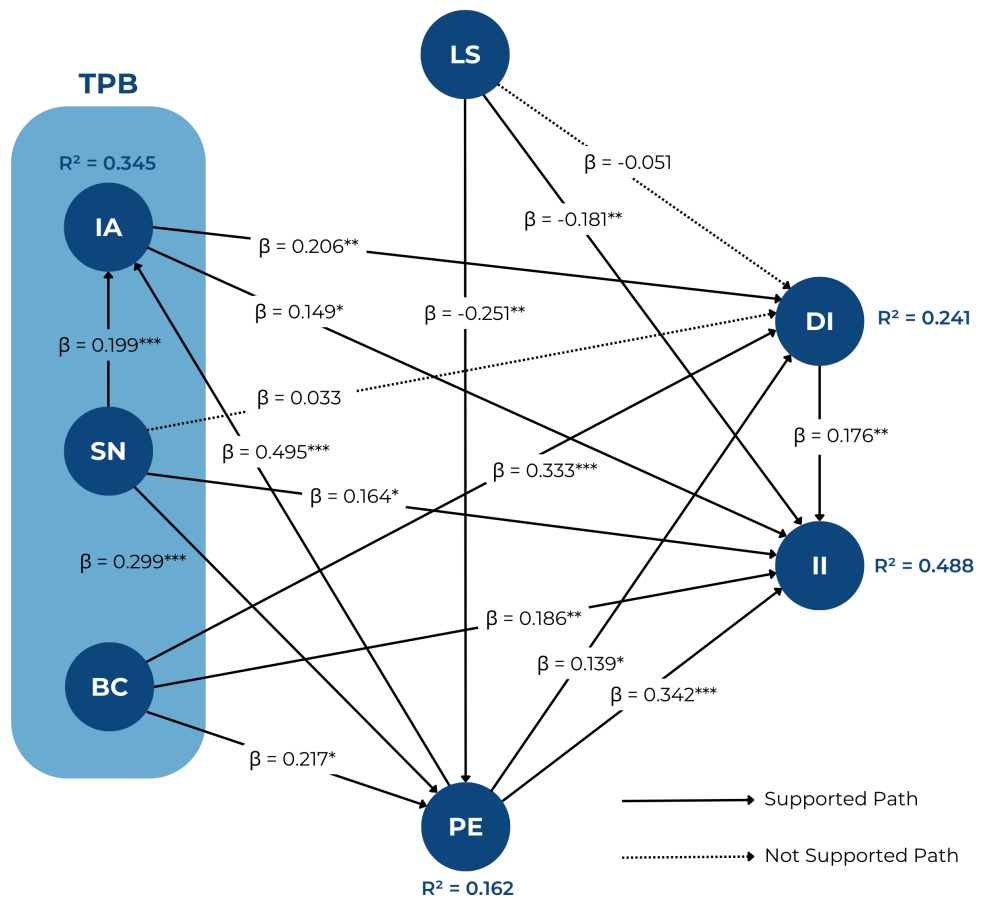 LS
TPB
R² = 0.345
β = -0.051
IA
β = -0.181**
β = 0.206**
β = 0.149*
β = -0.251**
DI
R² = 0.241
β = 0.199***
β = 0.033
SN
β = 0.495***
β = 0.176**
β = 0.333***
β = 0.164*
β = 0.299***
II
R² = 0.488
β = 0.186**
β = 0.139*
BC
β = 0.342***
β = 0.217*
Supported Path
PE
Not Supported Path
R² = 0.162